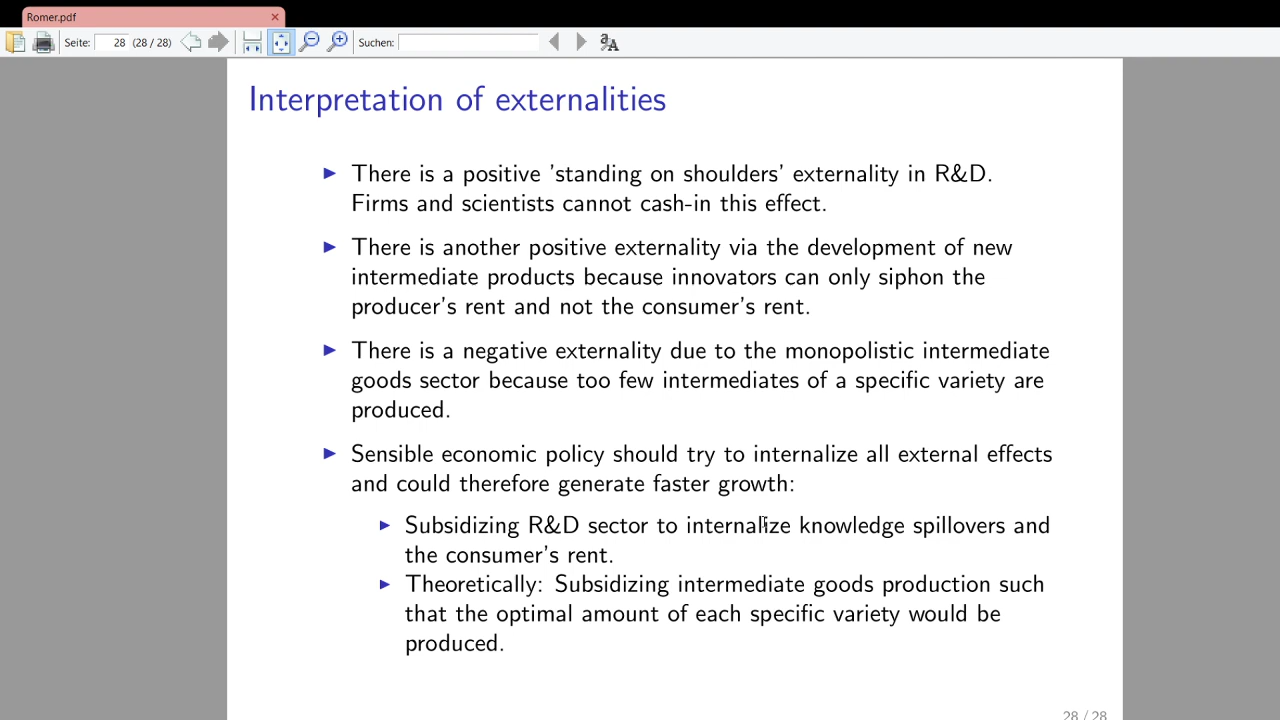 Romer.pdf
Seite: 28 (28 / 28) Suchen:
Interpretation of externalities
There is a positive 'standing on shoulders' externality in R&D.
Firms and scientists cannot cash-in this effect.
There is another positive externality via the development of new
intermediate products because innovators can only siphon the
producer's rent and not the consumer's rent.
There is a negative externality due to the monopolistic intermediate
goods sector because too few intermediates of a specific variety are
produced.
Sensible economic policy should try to internalize all external effects
and could therefore generate faster growth:
Subsidizing R&D sector to internalize knowledge spillovers and
the consumer's rent.
Theoretically: Subsidizing intermediate goods production such
that the optimal amount of each specific variety would be
produced.
28 / 28